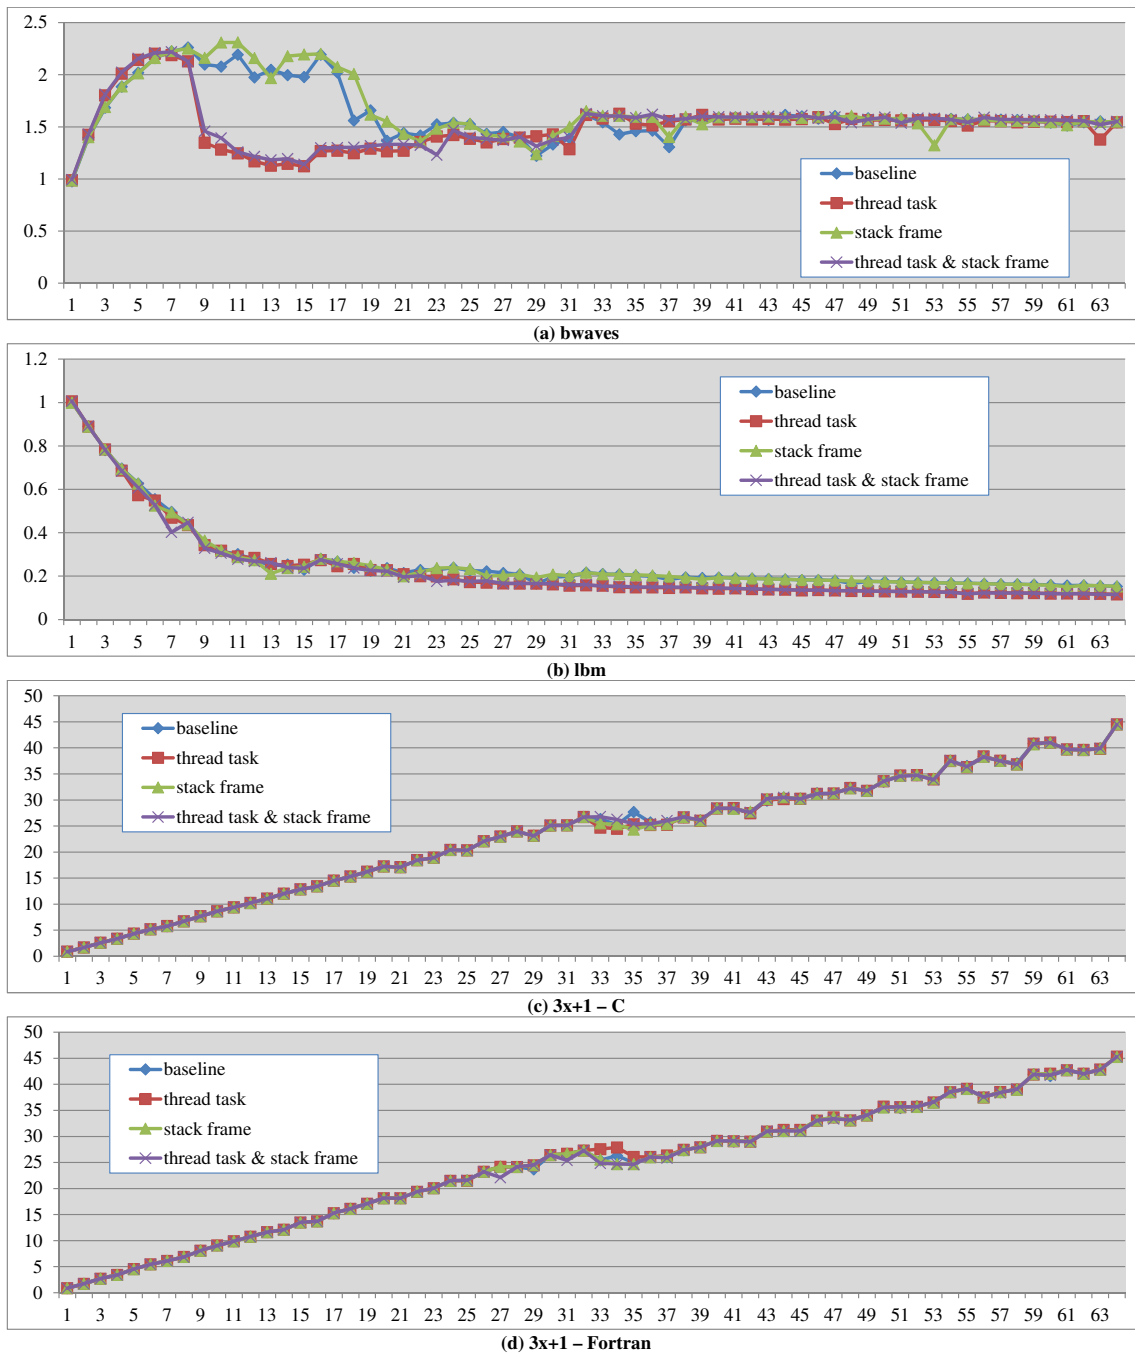 2.5
2
1.5
1
0.5
0
baseline
thread task
stack frame
thread task & stack frame
1 3 5 7 9 11 13 15 17 19 21 23 25 27 29 31 33 35 37 39 41 43 45 47 49 51 53 55 57 59 61 63
(a) bwaves
1.2
1
0.8
0.6
0.4
0.2
0
baseline
thread task
stack frame
thread task & stack frame
1 3 5 7 9 11 13 15 17 19 21 23 25 27 29 31 33 35 37 39 41 43 45 47 49 51 53 55 57 59 61 63
(b) lbm
50
45
40
35
30
25
20
15
10
5
0
baseline
thread task
stack frame
thread task & stack frame
1 3 5 7 9 11 13 15 17 19 21 23 25 27 29 31 33 35 37 39 41 43 45 47 49 51 53 55 57 59 61 63
(c) 3x+1 – C
50
45
40
35
30
25
20
15
10
5
0
baseline
thread task
stack frame
thread task & stack frame
1 3 5 7 9 11 13 15 17 19 21 23 25 27 29 31 33 35 37 39 41 43 45 47 49 51 53 55 57 59 61 63
(d) 3x+1 – Fortran